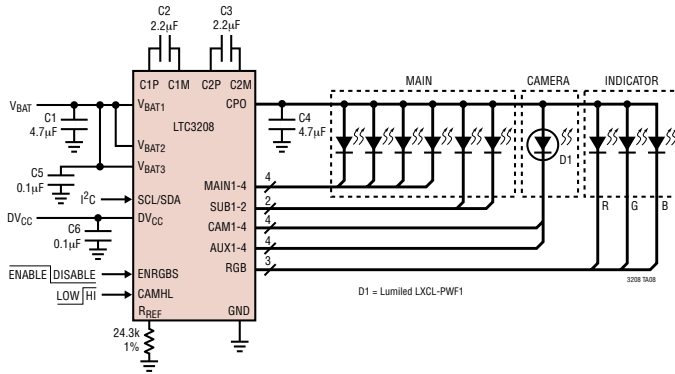 C2
2.2µF
C3
2.2µF
C1P C1M C2P C2M
MAIN
CAMERA
INDICATOR
VBAT
VBAT1
CPO
C1
4.7µF
LTC3208
C4
4.7µF
VBAT2
D1
C5
0.1µF
VBAT3
MAIN1-4
4
I2C
SCL/SDA
SUB1-2
2
R
G
B
DVCC
DVCC
CAM1-4
4
C6
0.1µF
AUX1-4
4
ENABLE DISABLE
ENRGBS
RGB
3
3208 TA08
LOW HI
CAMHL
D1 = Lumiled LXCL-PWF1
RREF
GND
24.3k
1%